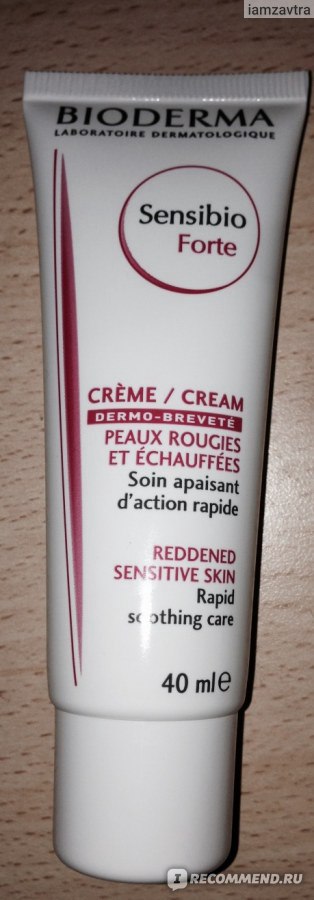 iamzavtra
BIODERMA
LABORATOIRE DERMATOLOGIQUE
Sensibio
Forte
CRÈME / CREAM
DERMO-BREVETÉ
PEAUX ROUGIES
ET ÉCHAUFFÉES
Soin apaisant
d'action rapide
REDDENED
SENSITIVE SKIN
Rapid
soothing care
40 ml℮
IRECOMMEND.RU